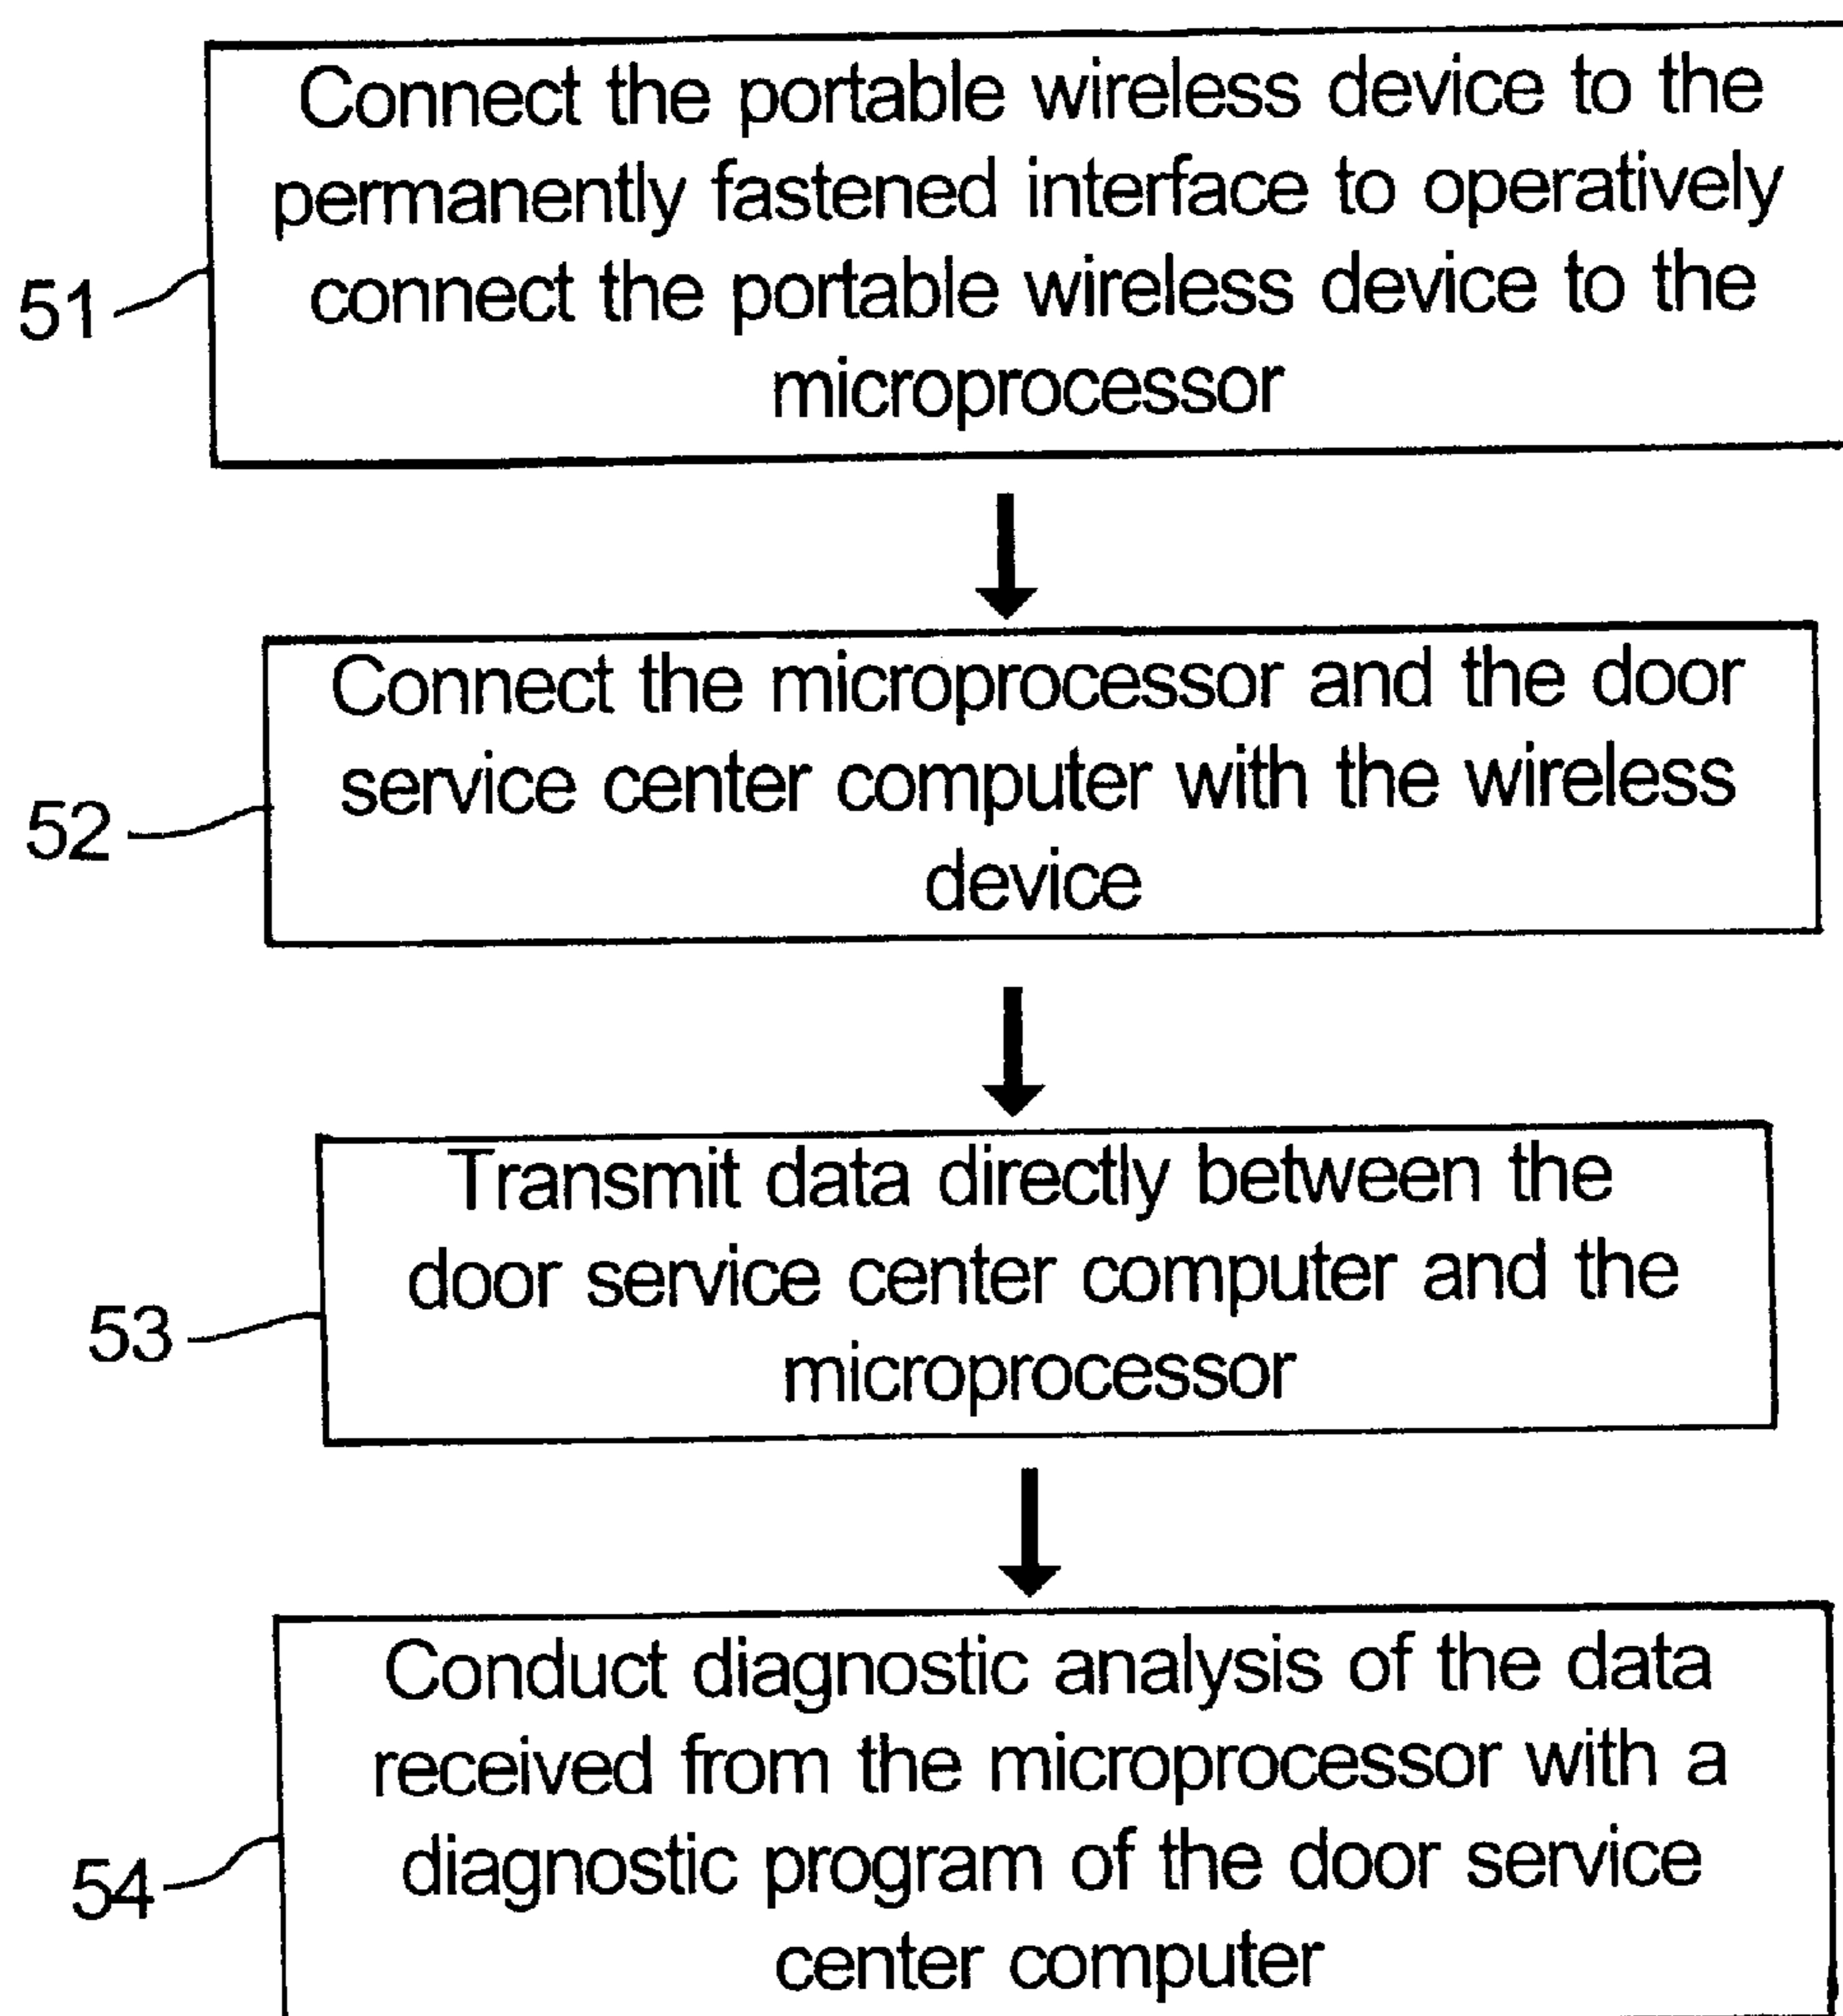 Connect the portable wireless device to the
permanently fastened interface to operatively
connect the portable wireless device to the
microprocessor
51
Connect the microprocessor and the door
service center computer with the wireless
device
52
Transmit data directly between the
door service center computer and the
microprocessor
53
Conduct diagnostic analysis of the data
received from the microprocessor with a
diagnostic program of the door service
center computer
54